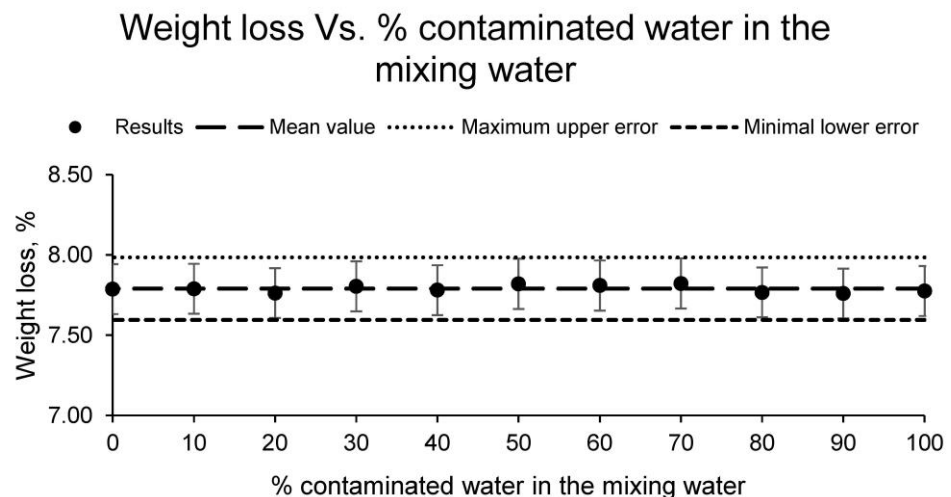 Weight loss Vs. % contaminated water in the
mixing water
Results Mean value Maximum upper error Minimal lower error
Weight loss, %
8.50
8.00
7.50
7.00
0 10 20 30 40 50 60 70 80 90 100
% contaminated water in the mixing water